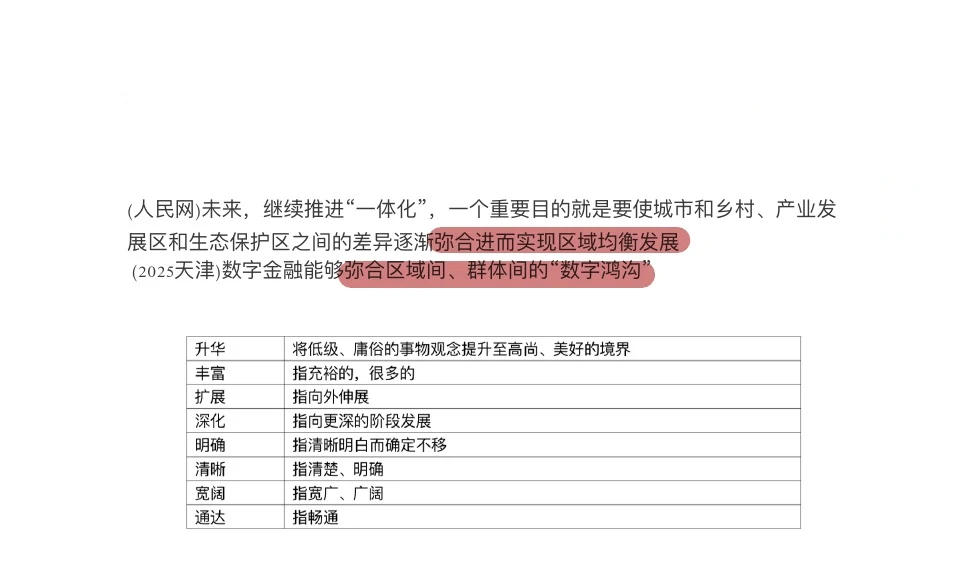 (人民网)未来，继续推进“一体化”，一个重要目的就是要使城市和乡村、产业发
展区和生态保护区之间的差异逐渐弥合进而实现区域均衡发展
(2025天津)数字金融能够弥合区域间、群体间的“数字鸿沟”
升华 将低级、庸俗的事物观念提升至高尚、美好的境界
丰富 指充裕的，很多的
扩展 指向外伸展
深化 指向更深的阶段发展
明确 指清晰明白而确定不移
清晰 指清楚、明确
宽阔 指宽广、广阔
通达 指畅通